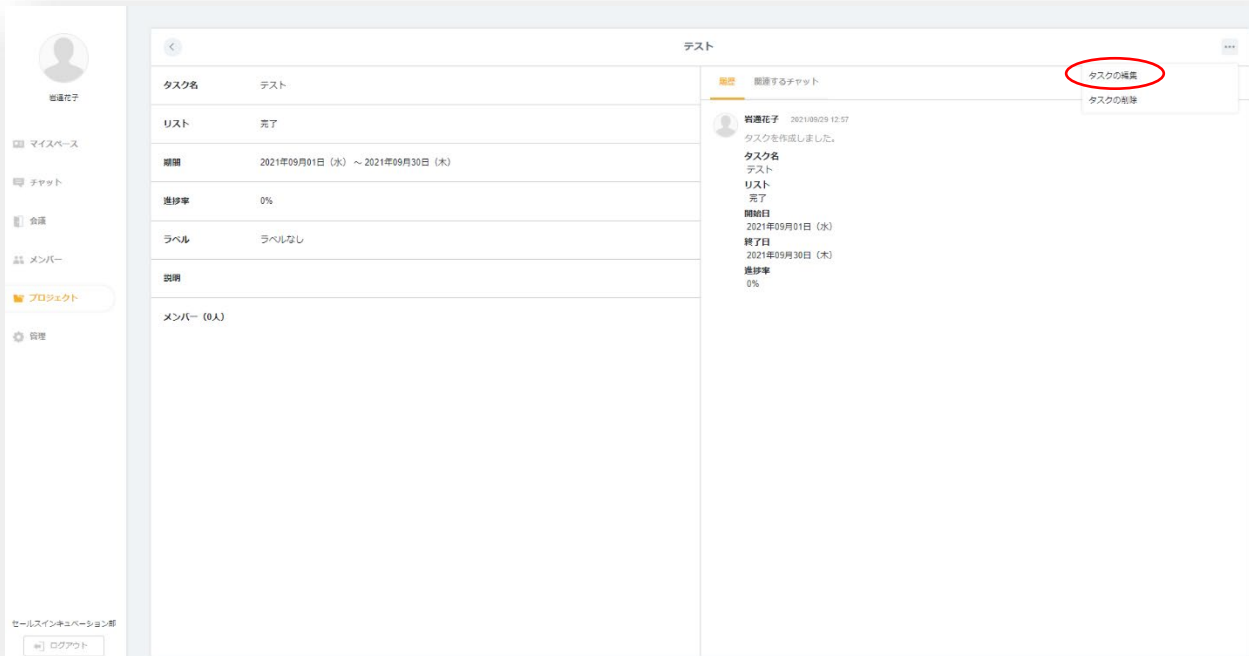 岩通花子
マイスペース
チャット
会議
メンバー
プロジェクト
管理
セールスインキュベーション部
ログアウト
テスト
タスク名 テスト
リスト 完了
期間 2021年09月01日（水）～2021年09月30日（木）
進捗率 0%
ラベル ラベルなし
説明
メンバー（0人）
履歴 関連するチャット
タスクの編集
タスクの削除
岩通花子 2021/09/29 12:57
タスクを作成しました。
タスク名
テスト
リスト
完了
開始日
2021年09月01日（水）
終了日
2021年09月30日（木）
進捗率
0%